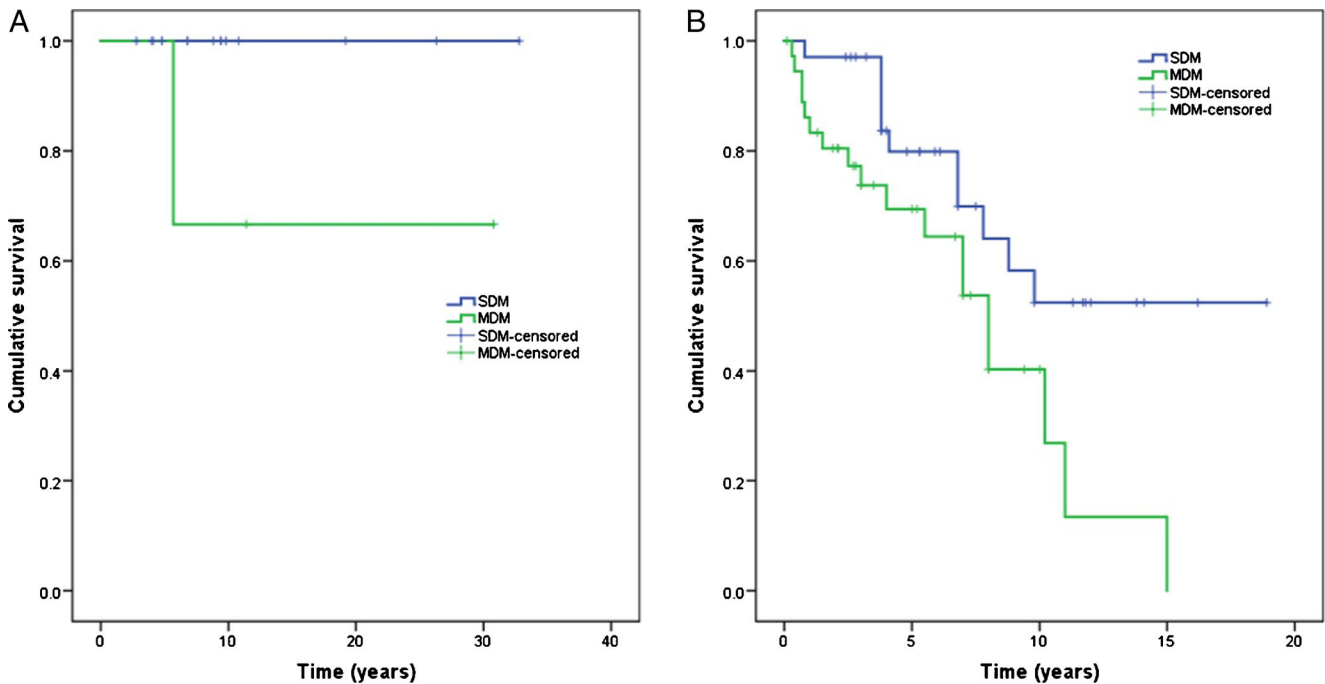 A
1.0
0.8
0.6
0.4
0.2
0.0
Cumulative survival
SDM
MDM
SDM-censored
MDM-censored
0 10 20 30 40
Time (years)
B
1.0
0.8
0.6
0.4
0.2
0.0
Cumulative survival
SDM
MDM
SDM-censored
MDM-censored
0 5 10 15 20
Time (years)